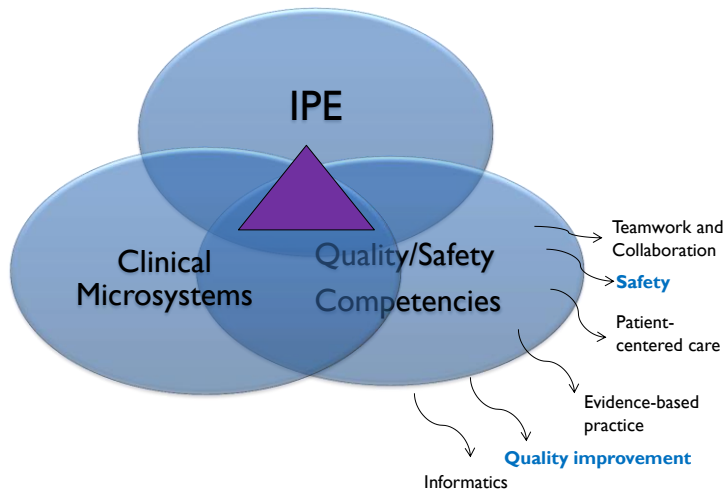 IPE
Clinical
Microsystems
Quality/Safety
Competencies
Teamwork and
Collaboration
Safety
Patient-
centered care
Evidence-based
practice
Quality improvement
Informatics